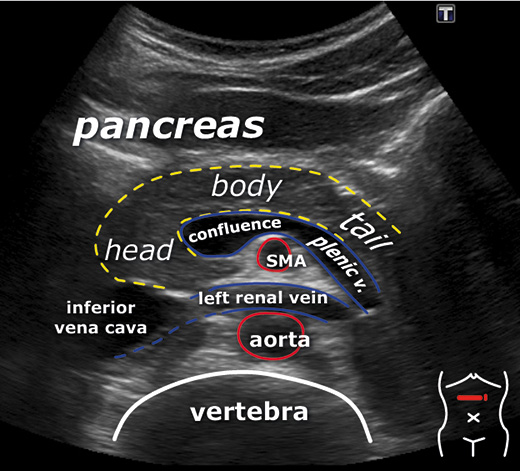 T
pancreas
body
confluence
tail
head
SMA
plenic v.
inferior
vena cava
left renal vein
aorta
vertebra